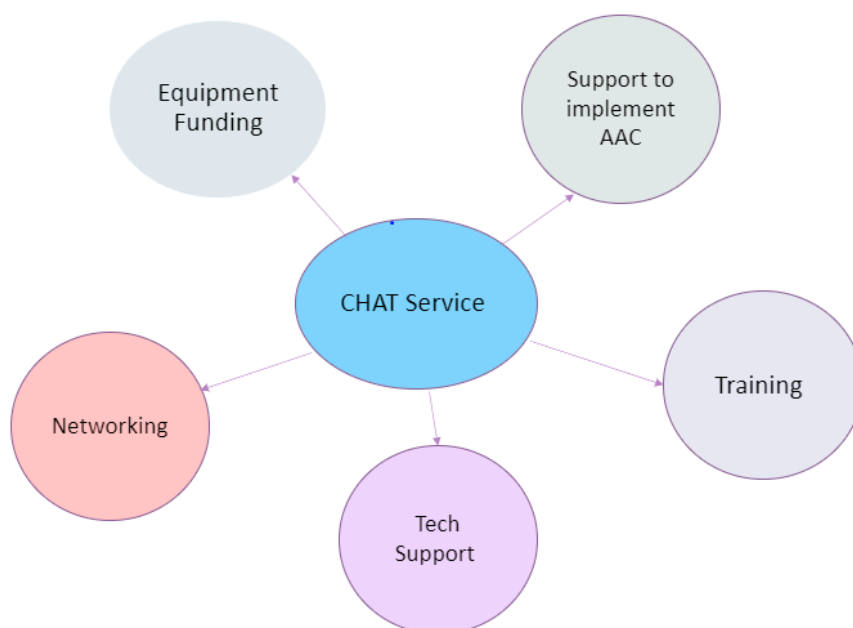 Equipment
Funding
Support to
implement
AAC
CHAT Service
Training
Networking
Tech
Support